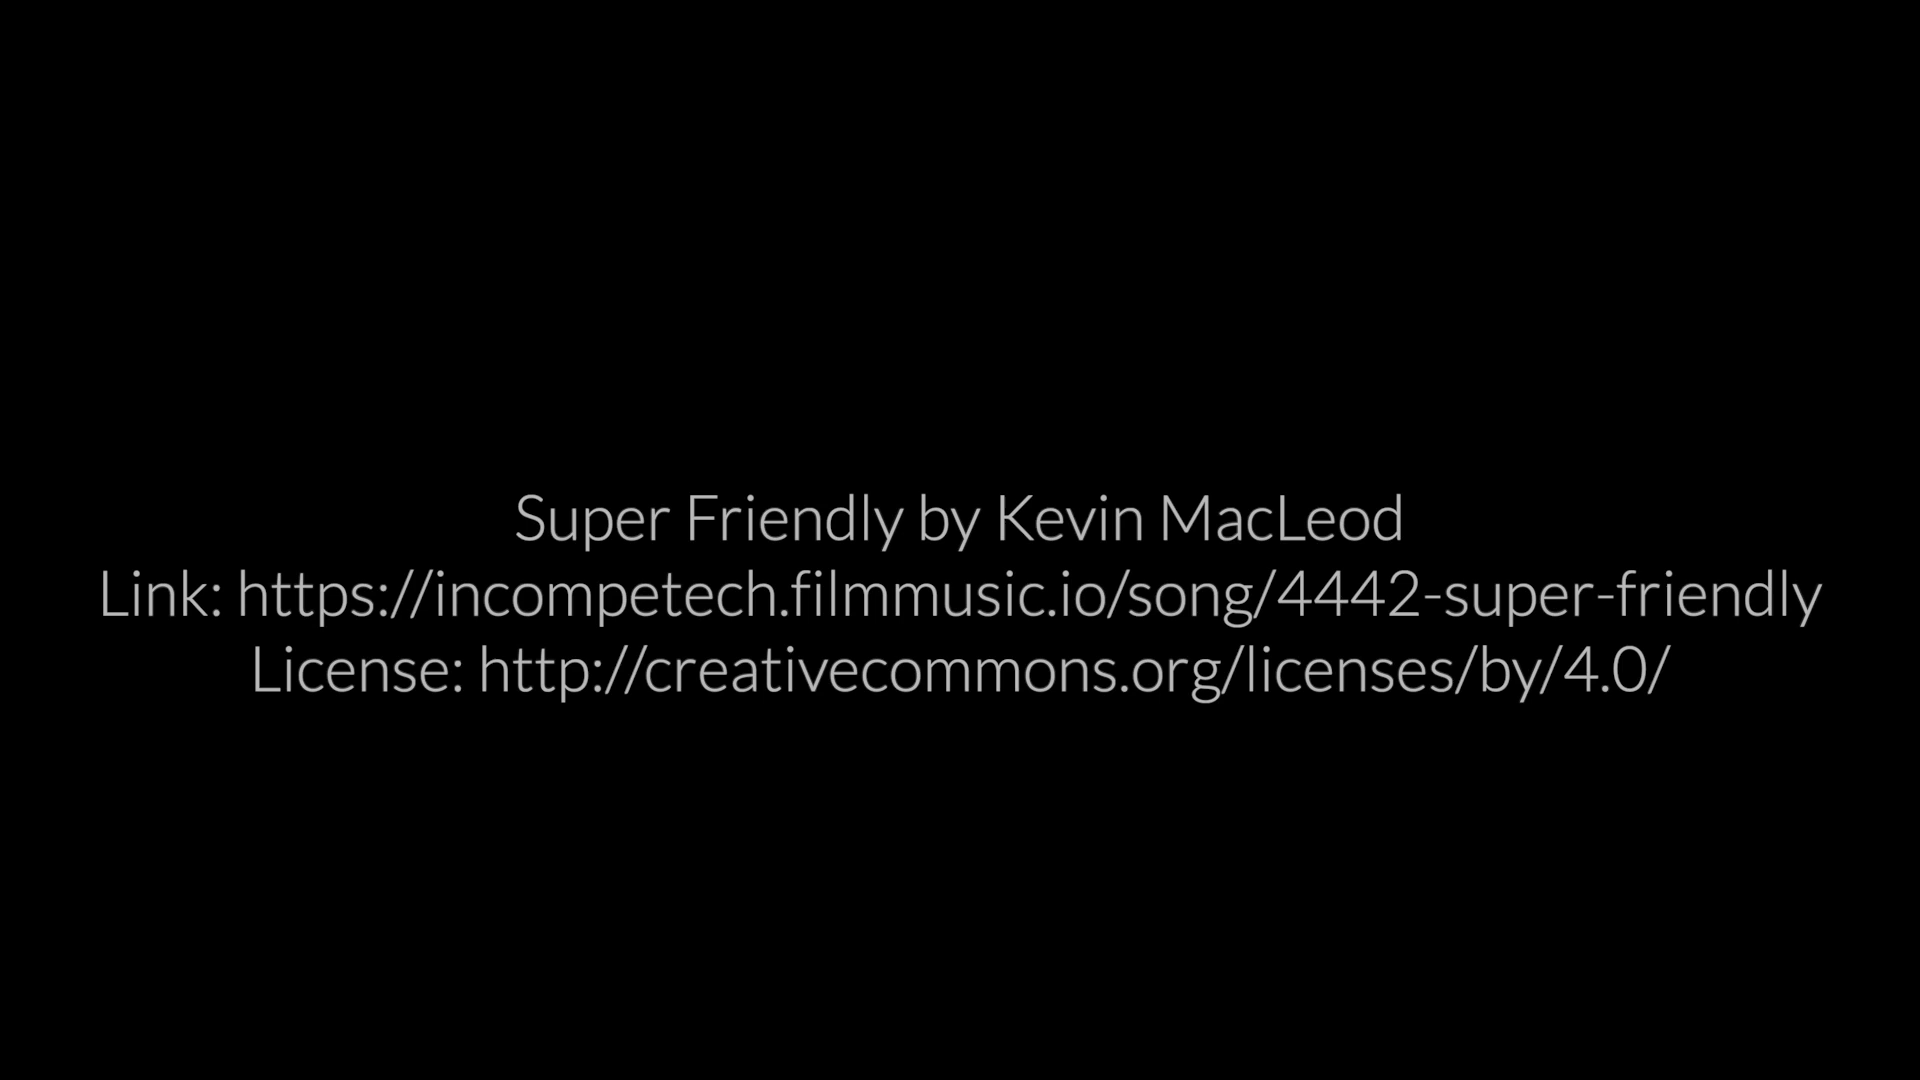 Super Friendly by Kevin MacLeod
Link: https://incompetech.filmmusic.io/song/4442-super-friendly
License: http://creativecommons.org/licenses/by/4.0/